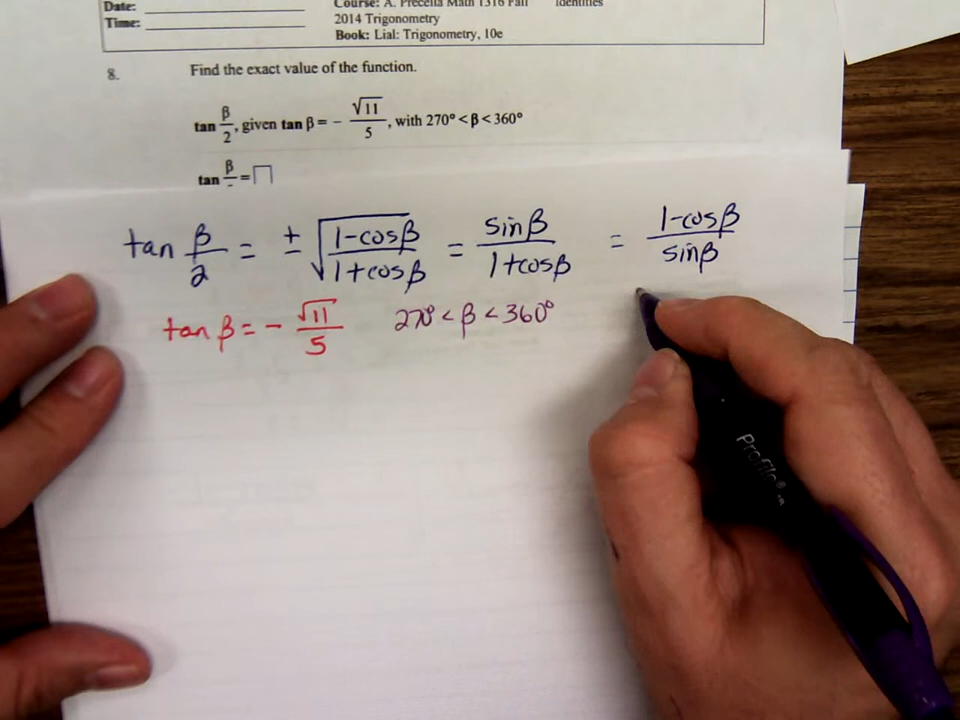 Date:
Course: A. Precella Math 1316 Fall Identities
Time:
2014 Trigonometry
Book: Lial: Trigonometry, 10e
8. Find the exact value of the function.
tan β/2, given tan β = − √11/5, with 270° < β < 360°
tan β/ =
tan β/2 = ± √(1-cosβ/1+cosβ) = sinβ/1+cosβ = 1-cosβ/sinβ
tan β = - √11/5 270° < β < 360°
Profile